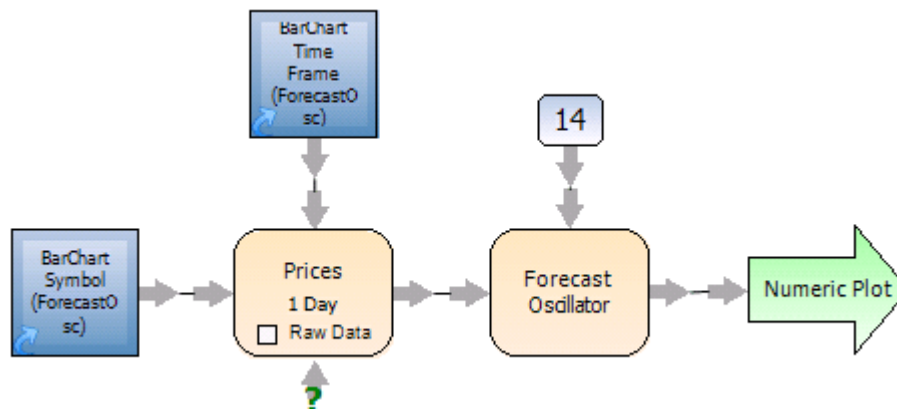 BarChart
Time
Frame
(ForecastO
sc)
14
BarChart
Symbol
(ForecastO
sc)
Prices
1 Day
Raw Data
Forecast
Oscillator
Numeric Plot
?